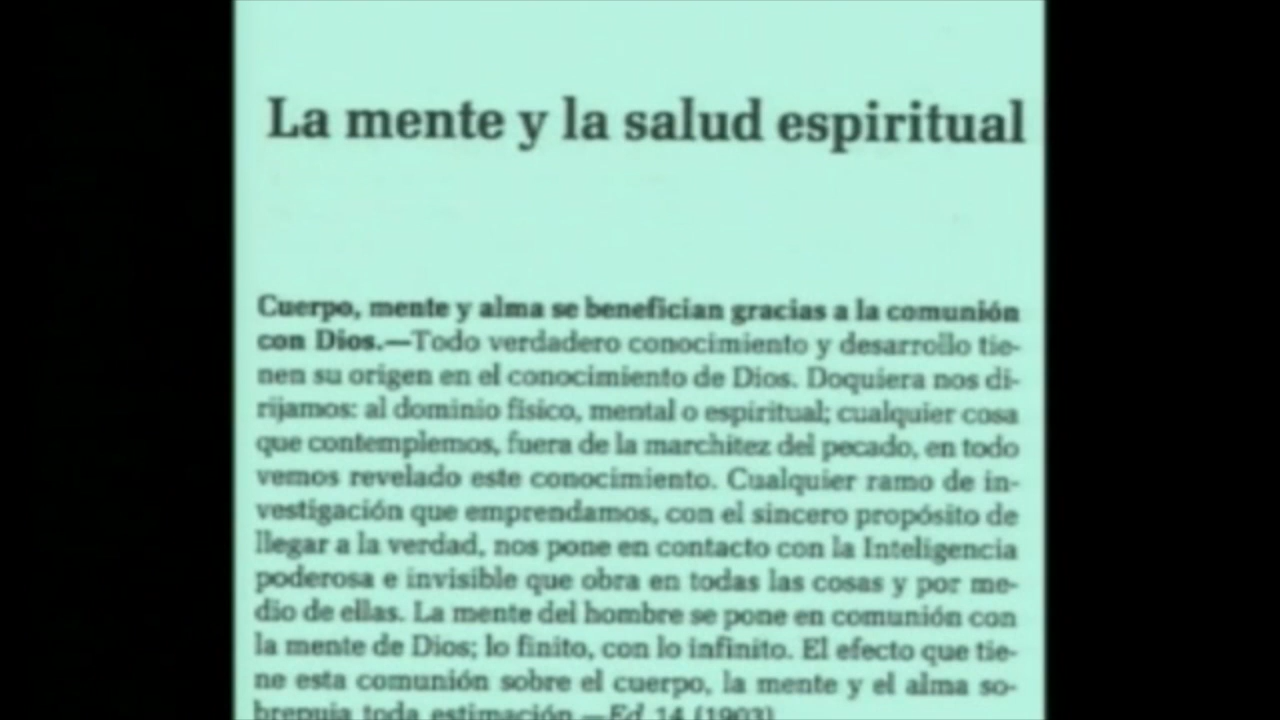 La mente y la salud espiritual
Cuerpo, mente y alma se benefician gracias a la comunión
con Dios.—Todo verdadero conocimiento y desarrollo tie-
nen su origen en el conocimiento de Dios. Doquiera nos di-
rijamos: al dominio físico, mental o espiritual; cualquier cosa
que contemplemos, fuera de la marchitez del pecado, en todo
vemos revelado este conocimiento. Cualquier ramo de in-
vestigación que emprendamos, con el sincero propósito de
llegar a la verdad, nos pone en contacto con la Inteligencia
poderosa e invisible que obra en todas las cosas y por me-
dio de ellas. La mente del hombre se pone en comunión con
la mente de Dios; lo finito, con lo infinito. El efecto que tie-
ne esta comunión sobre el cuerpo, la mente y el alma so-
brepuja toda estimación.—Ed 14 (1903).